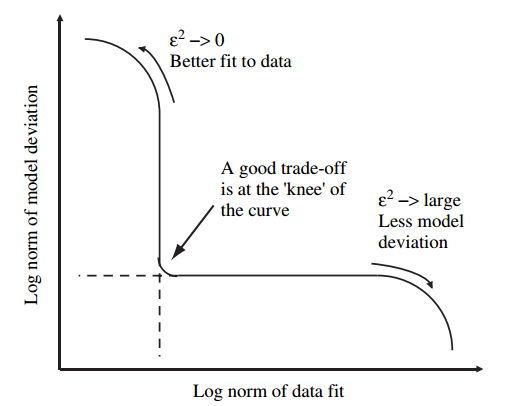 ε² –> 0
Better fit to data
A good trade-off
is at the 'knee' of
the curve
ε² –> large
Less model
deviation
Log norm of model deviation
Log norm of data fit